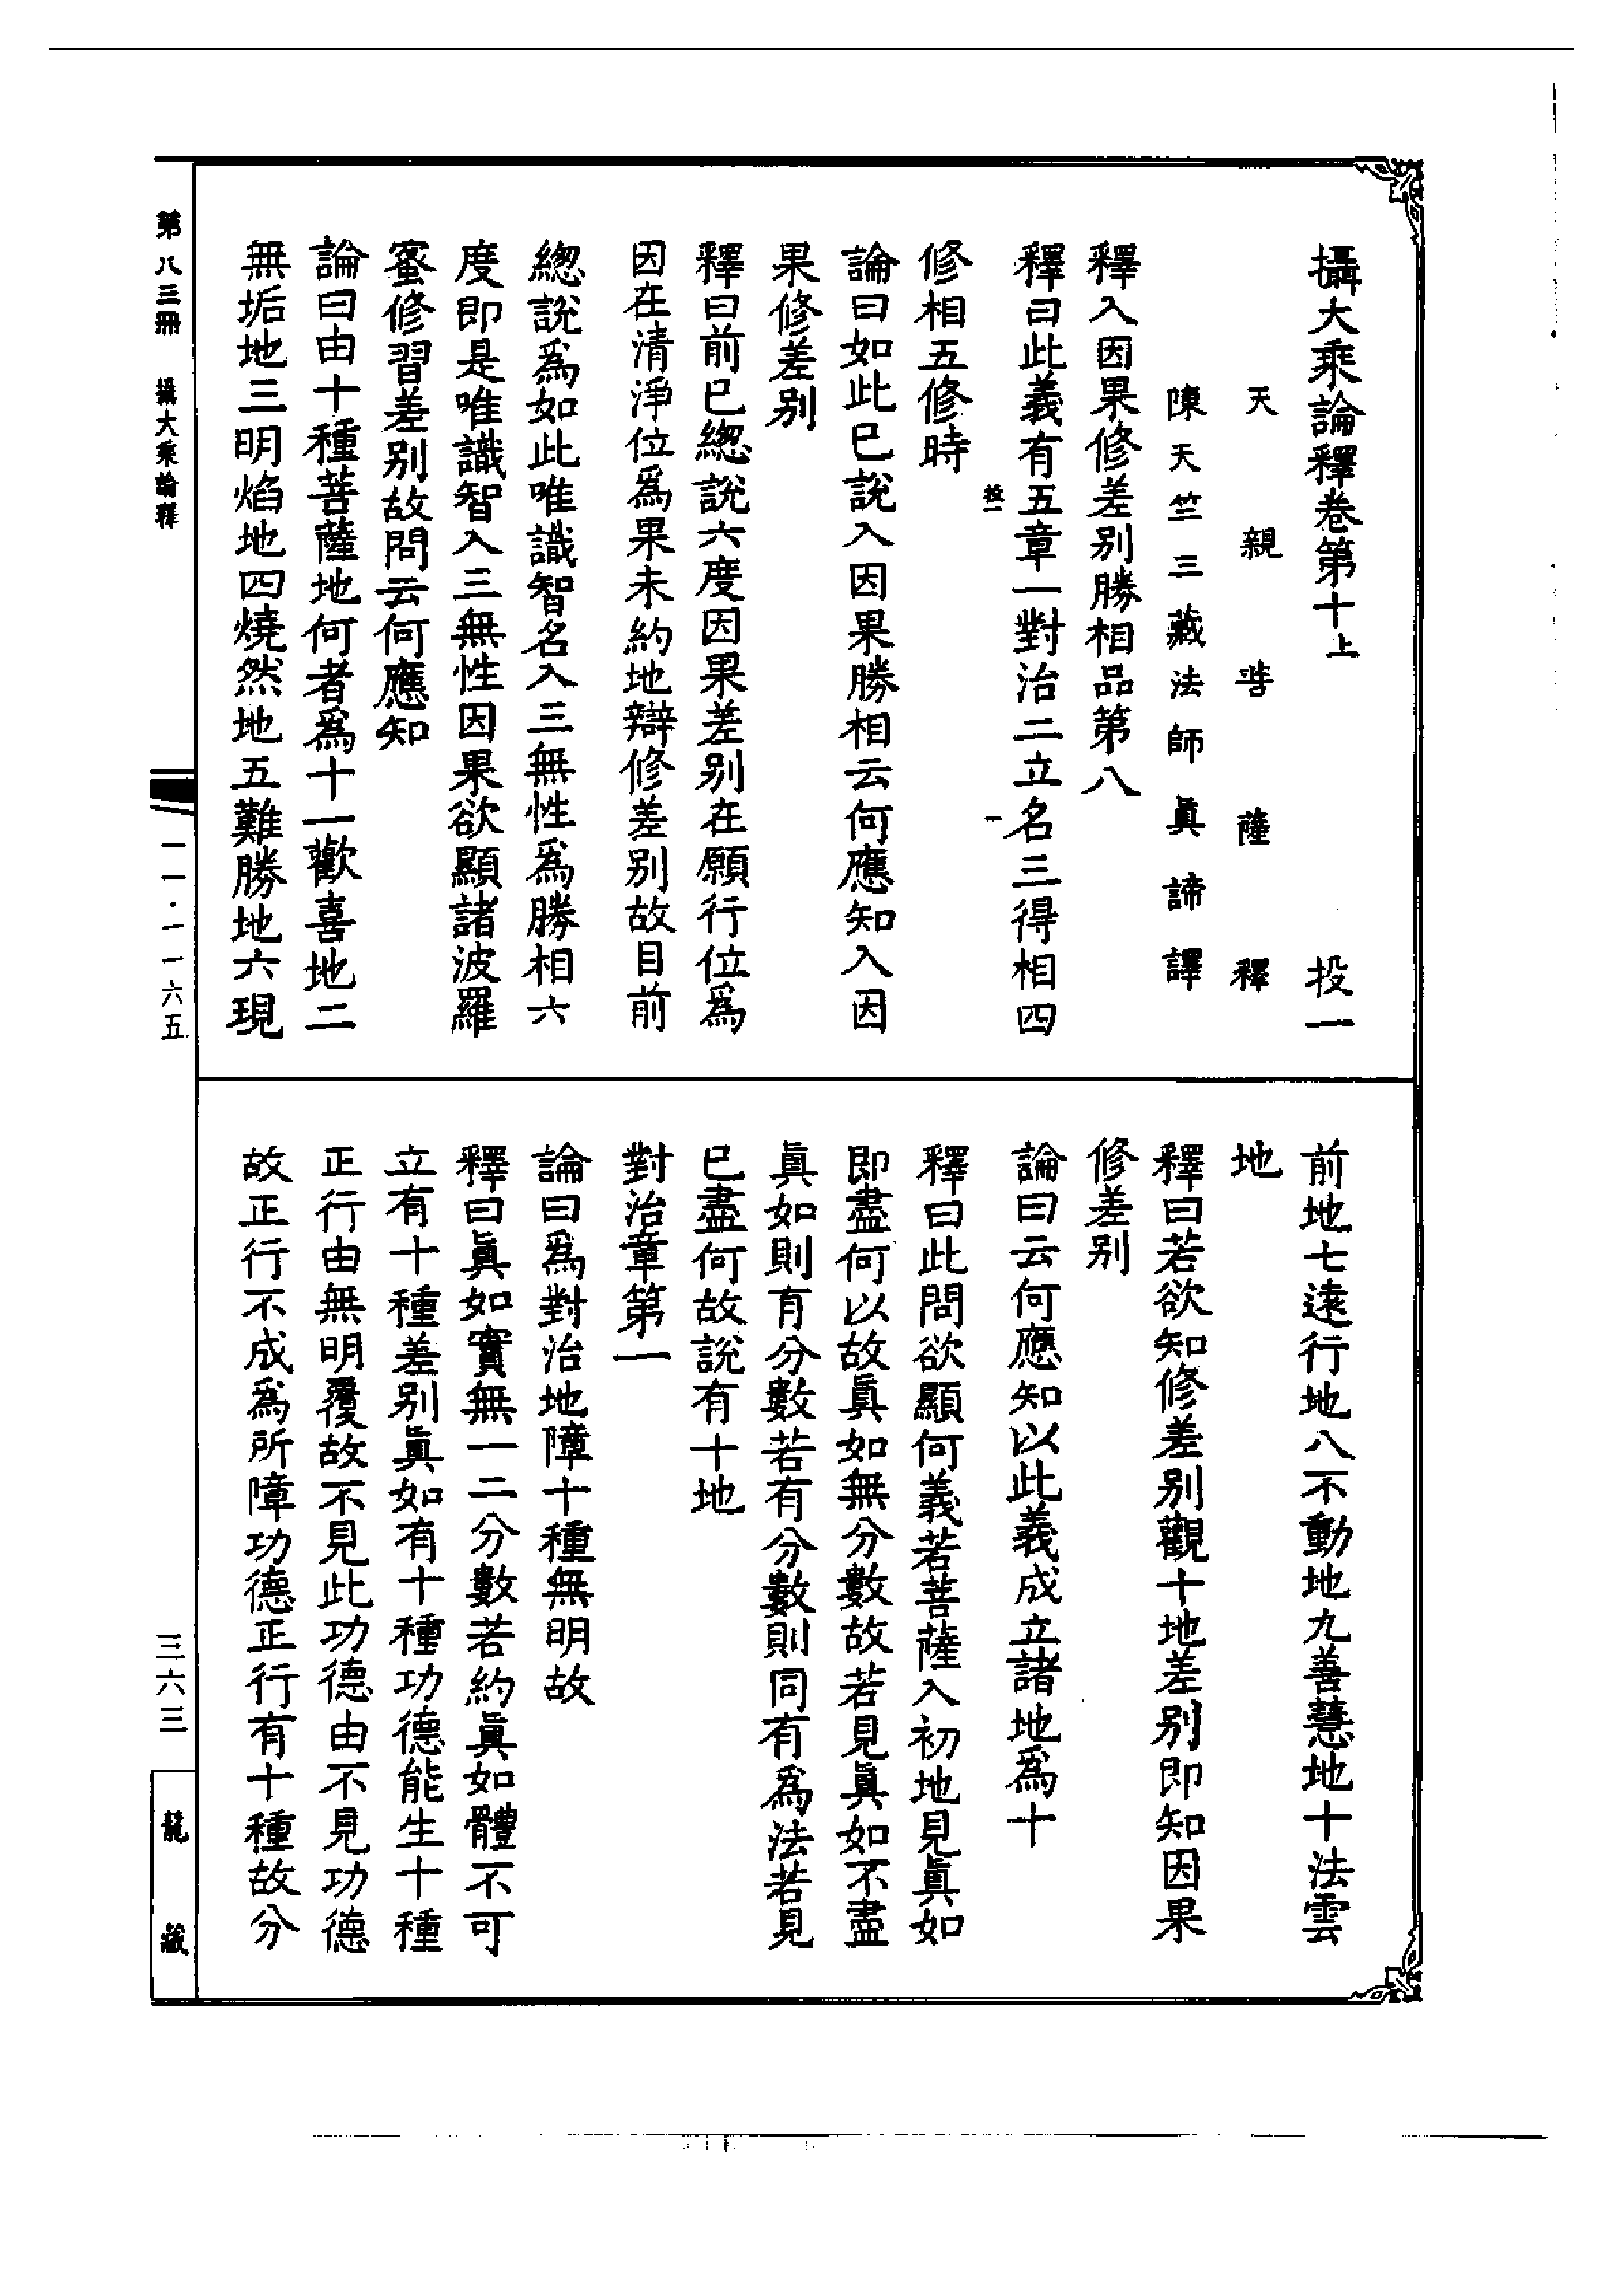 攝大乘論釋卷第十上　投一
天親菩薩釋
陳天竺三藏法師眞諦譯
釋入因果修差別勝相品第八
釋曰此義有五章一對治二立名三得相四
投一　一
修相五修時
論曰如此已說入因果勝相云何應知入因
果修差別
釋曰前已緫說六度因果差別在願行位爲
因在清淨位爲果未約地辯修差別故目前
緫說爲如此唯識智名入三無性爲勝相六
度即是唯識智入三無性因果欲顯諸波羅
蜜修習差別故問云何應知
論曰由十種菩薩地何者爲十一歡喜地二
無垢地三明焰地四燒然地五難勝地六現
前地七遠行地八不動地九善慧地十法雲
地
釋曰若欲知修差別觀十地差別即知因果
修差別
論曰云何應知以此義成立諸地爲十
釋曰此問欲顯何義若菩薩入初地見眞如
即盡何以故眞如無分數故若見眞如不盡
眞如則有分數若有分數則同有爲法若見
已盡何故說有十地
對治章第一
論曰爲對治地障十種無明故
釋曰眞如實無一二分數若約眞如體不可
立有十種差別眞如有十種功德能生十種
正行由無明覆故不見此功德由不見功德
故正行不成爲所障功德正行有十種故分
第八三冊　攝大乘論釋
一一·一一六五
三六三
龍藏